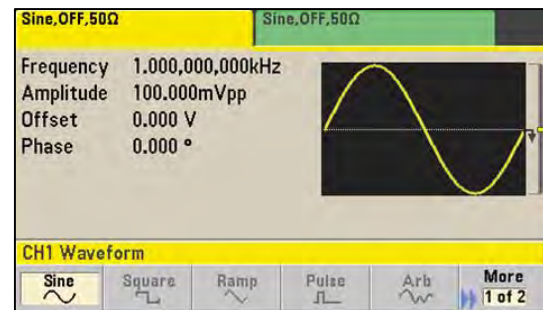 Sine,OFF,50Ω
Sine,OFF,50Ω
Frequency 1.000,000,000kHz
Amplitude 100.000mVpp
Offset 0.000 V
Phase 0.000 °
CH1 Waveform
Sine Square Ramp Pulse Arb More
1 of 2